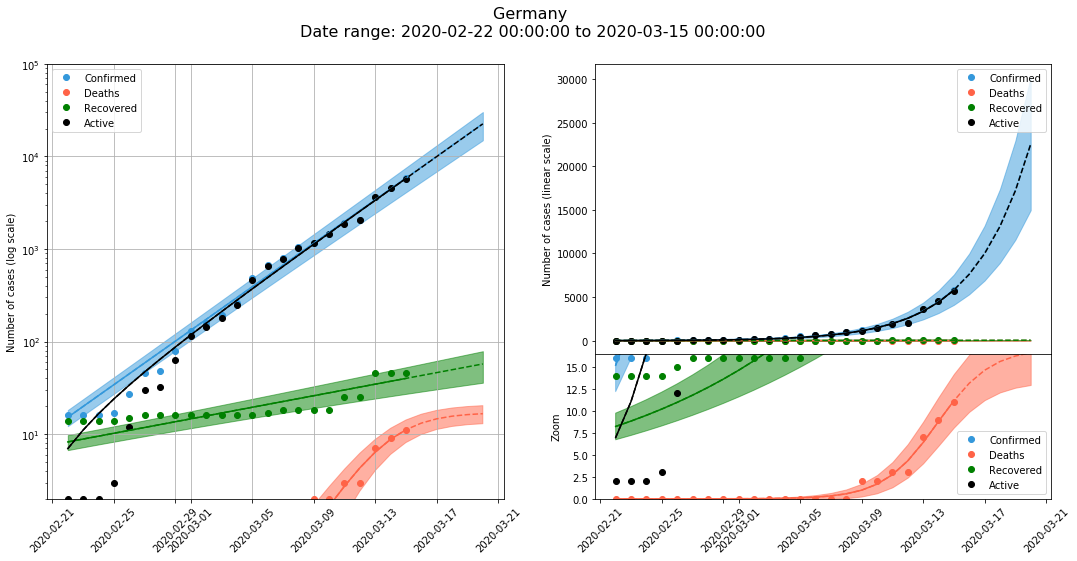 Germany
Date range: 2020-02-22 00:00:00 to 2020-03-15 00:00:00
Number of cases (log scale)
10^5
10^4
10^3
10^2
10^1
Confirmed
Deaths
Recovered
Active
2020-02-21
2020-02-25
2020-02-29
2020-03-01
2020-03-05
2020-03-09
2020-03-13
2020-03-17
2020-03-21
Number of cases (linear scale)
30000
25000
20000
15000
10000
5000
0
Confirmed
Deaths
Recovered
Active
Zoom
15.0
12.5
10.0
7.5
5.0
2.5
0.0
Confirmed
Deaths
Recovered
Active
2020-02-21
2020-02-25
2020-02-29
2020-03-01
2020-03-05
2020-03-09
2020-03-13
2020-03-17
2020-03-21